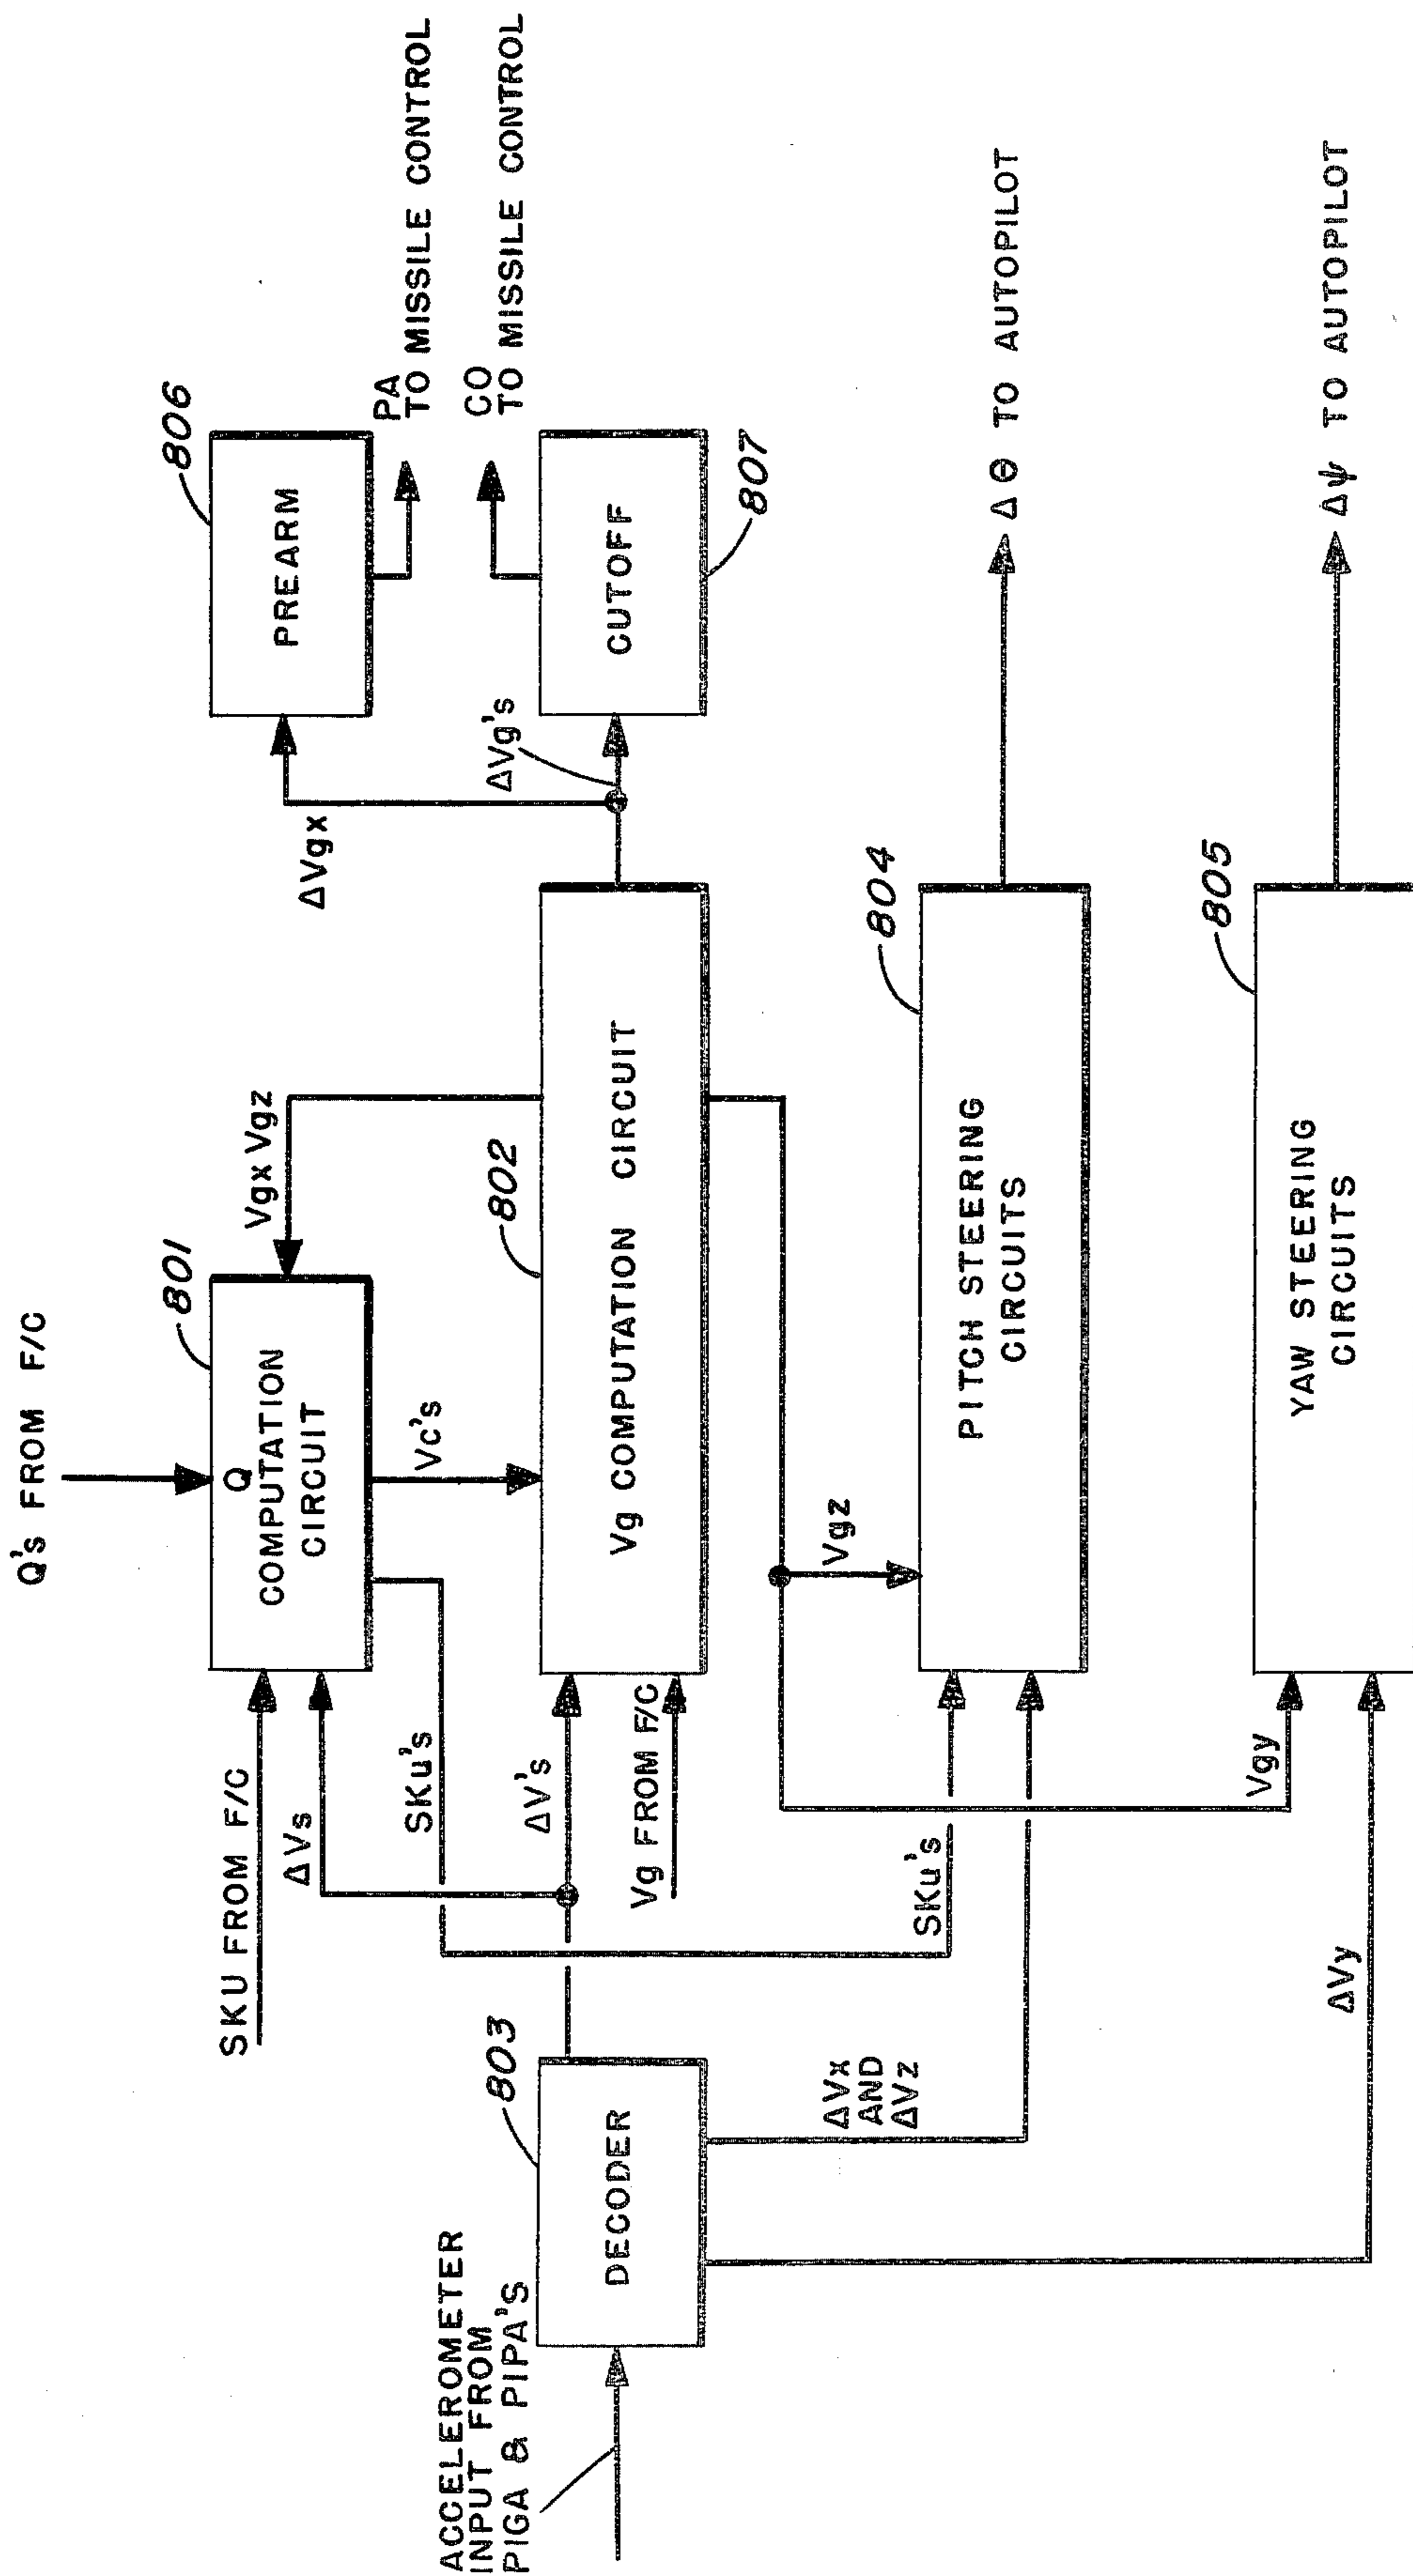 Q's FROM F/C
801
Q
COMPUTATION
CIRCUIT
SKU FROM F/C
ΔVs
SKu's
Vc's
Vgx Vgz
806
PREARM
PA
TO MISSILE CONTROL
CO
TO MISSILE CONTROL
ΔVgx
ΔVg's
CUTOFF
807
802
Vg COMPUTATION CIRCUIT
ΔV's
Vg FROM F/C
803
DECODER
ACCELEROMETER
INPUT FROM
PIGA & PIPA'S
ΔVx
AND
ΔVz
SKu's
Vgz
804
PITCH STEERING
CIRCUITS
Δθ TO AUTOPILOT
Vgy
ΔVy
805
YAW STEERING
CIRCUITS
Δψ TO AUTOPILOT